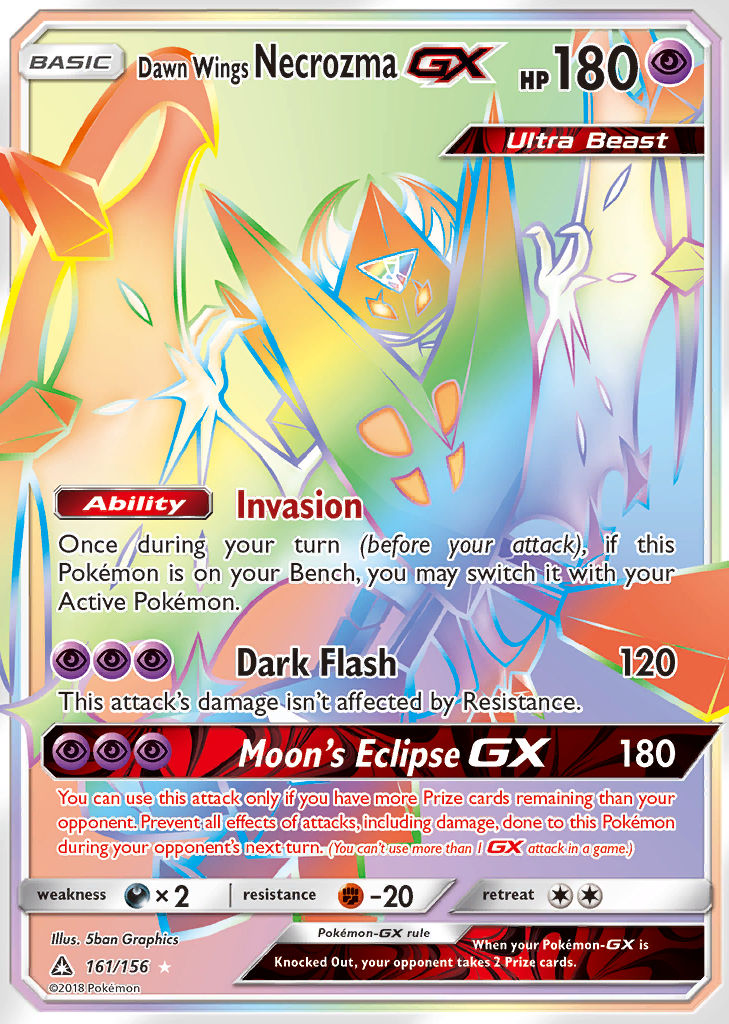 BASIC Dawn Wings Necrozma GX HP 180
Ultra Beast
Ability Invasion
Once during your turn (before your attack), if this
Pokémon is on your Bench, you may switch it with your
Active Pokémon.
Dark Flash 120
This attack's damage isn't affected by Resistance.
Moon's Eclipse GX 180
You can use this attack only if you have more Prize cards remaining than your
opponent. Prevent all effects of attacks, including damage, done to this Pokémon
during your opponent's next turn. (You can't use more than 1 GX attack in a game.)
weakness ×2 resistance -20 retreat
Illus. 5ban Graphics
161/156
©2018 Pokémon
Pokémon-GX rule
When your Pokémon-GX is
Knocked Out, your opponent takes 2 Prize cards.